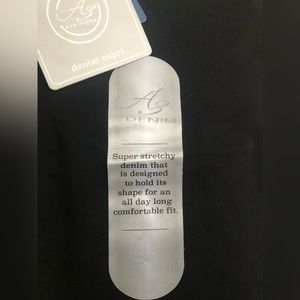 denim capri
A3
DENIM
Super stretchy
denim that
is designed
to hold its
shape for an
all day long
comfortable fit.